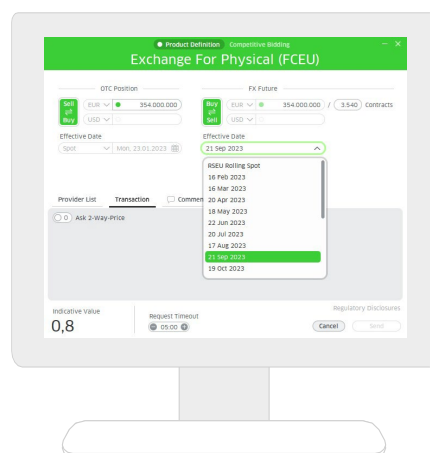 Product Definition Competitive Bidding
Exchange For Physical (FCEU)
OTC Position FX Future
Sell Buy EUR 354.000.000 Buy Sell EUR 354.000.000 / 3.540 Contracts
USD USD
Effective Date Effective Date
Spot Mon, 23.01.2023 21 Sep 2023
RSEU Rolling Spot
16 Feb 2023
16 Mar 2023
20 Apr 2023
18 May 2023
22 Jun 2023
20 Jul 2023
17 Aug 2023
21 Sep 2023
19 Oct 2023
Provider List Transaction Commen
0 Ask 2-Way-Price
Indicative Value Request Timeout Regulatory Disclosures
0,8 05:00 Cancel Send